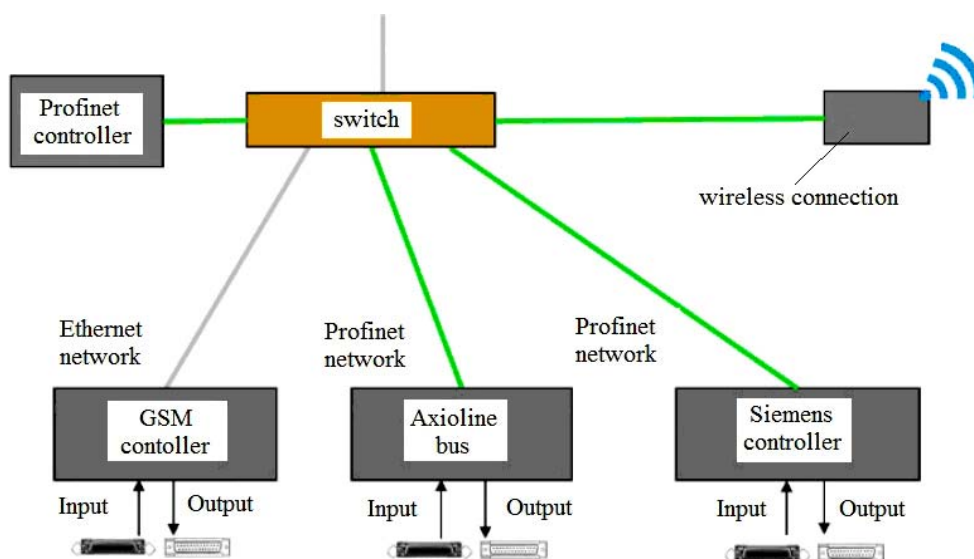 Profinet
controller
switch
wireless connection
Ethernet
network
Profinet
network
Profinet
network
GSM
contoller
Axioline
bus
Siemens
controller
Input
Output
Input
Output
Input
Output